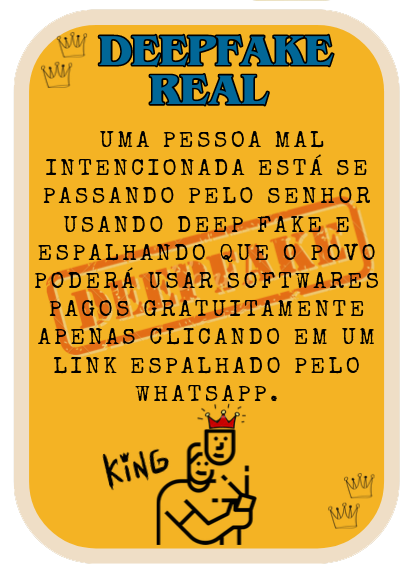 DEEPFAKE
REAL
UMA PESSOA MAL
INTENCIONADA ESTÁ SE
PASSANDO PELO SENHOR
USANDO DEEP FAKE E
ESPALHANDO QUE O POVO
PODERÁ USAR SOFTWARES
PAGOS GRATUITAMENTE
APENAS CLICANDO EM UM
LINK ESPALHADO PELO
WHATSAPP.
DEEPFAKE
KING